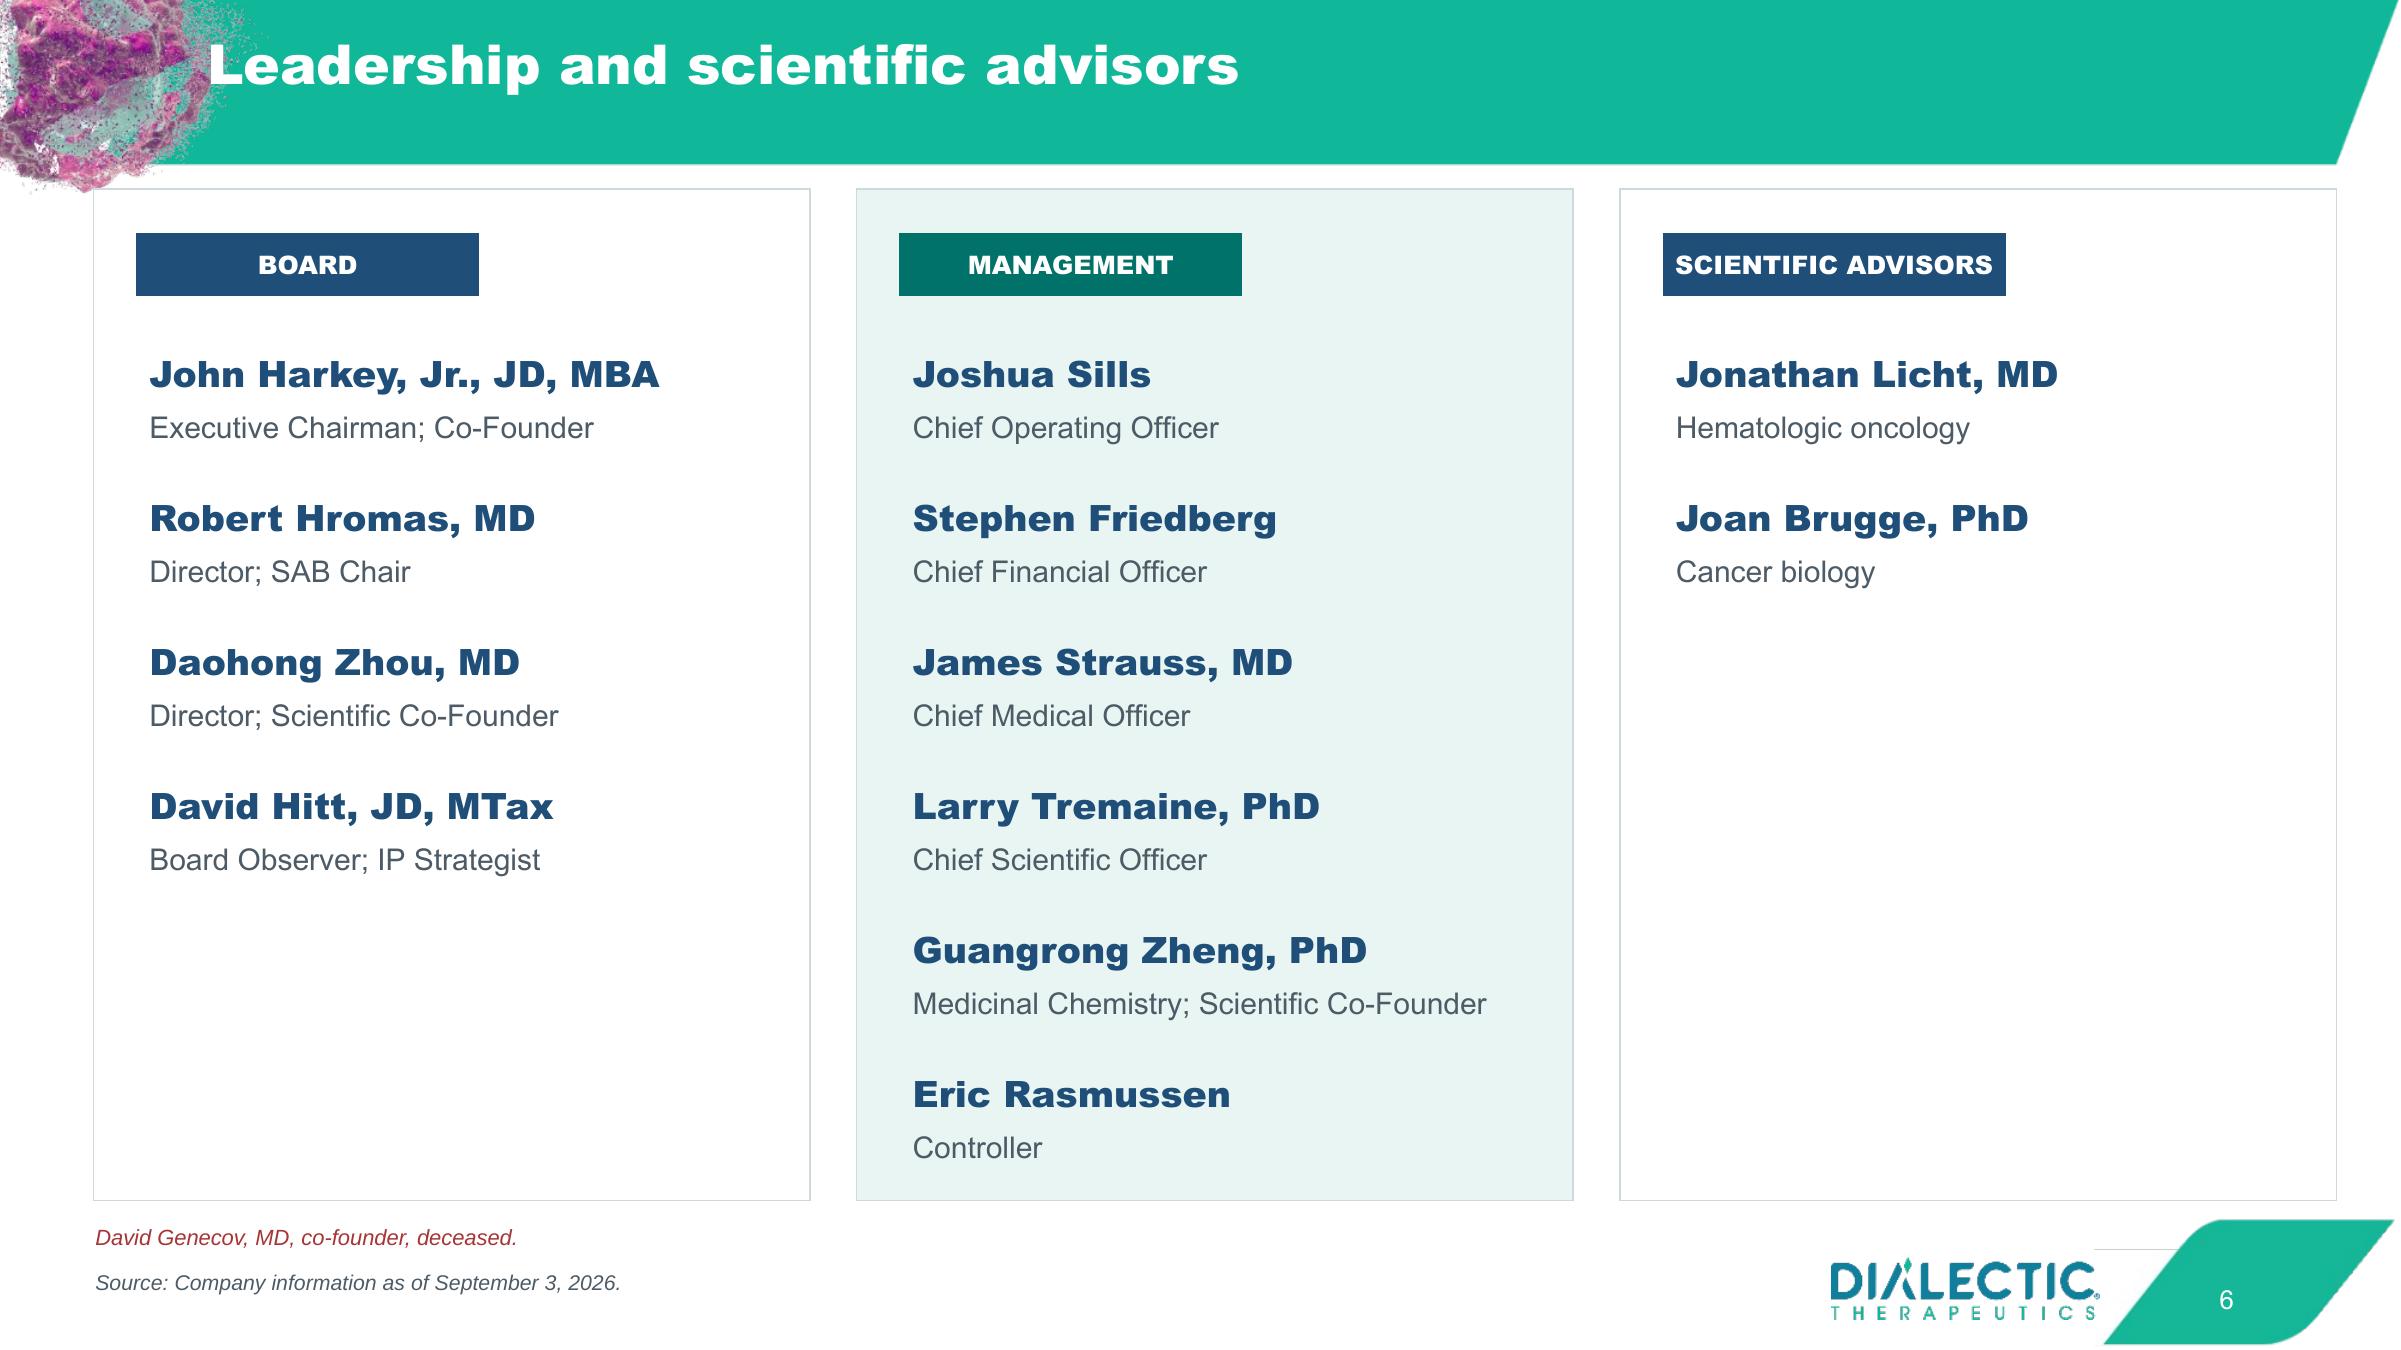 Leadership and scientific advisors
BOARD
John Harkey, Jr., JD, MBA
Executive Chairman; Co-Founder
Robert Hromas, MD
Director; SAB Chair
Daohong Zhou, MD
Director; Scientific Co-Founder
David Hitt, JD, MTax
Board Observer; IP Strategist
MANAGEMENT
Joshua Sills
Chief Operating Officer
Stephen Friedberg
Chief Financial Officer
James Strauss, MD
Chief Medical Officer
Larry Tremaine, PhD
Chief Scientific Officer
Guangrong Zheng, PhD
Medicinal Chemistry; Scientific Co-Founder
Eric Rasmussen
Controller
SCIENTIFIC ADVISORS
Jonathan Licht, MD
Hematologic oncology
Joan Brugge, PhD
Cancer biology
David Genecov, MD, co-founder, deceased.
Source: Company information as of September 3, 2026.
DIALECTIC®
THERAPEUTICS
6